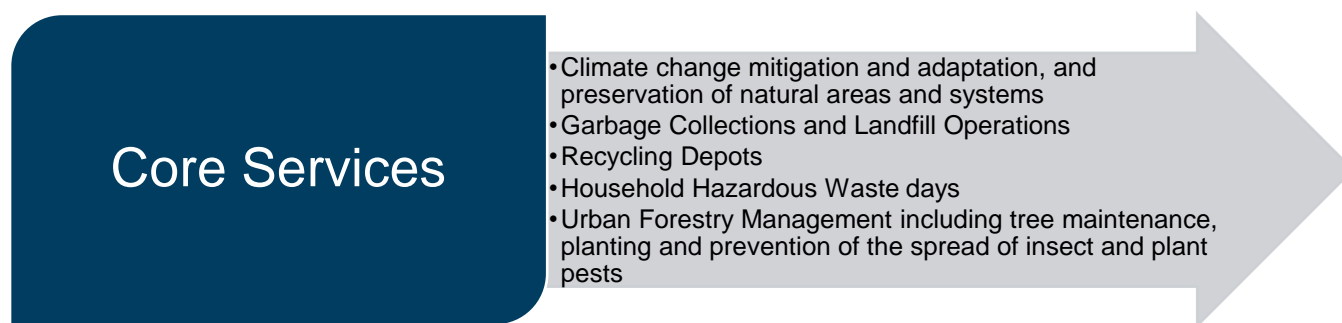 Core Services
•Climate change mitigation and adaptation, and
preservation of natural areas and systems
•Garbage Collections and Landfill Operations
•Recycling Depots
•Household Hazardous Waste days
•Urban Forestry Management including tree maintenance,
planting and prevention of the spread of insect and plant
pests